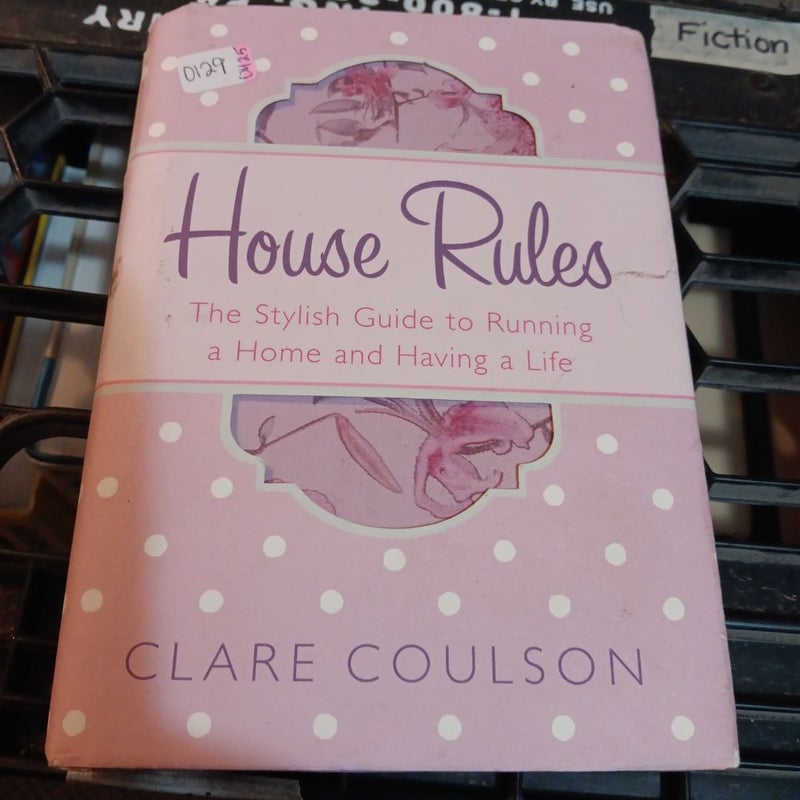 Fiction
0129
House Rules
The Stylish Guide to Running
a Home and Having a Life
CLARE COULSON